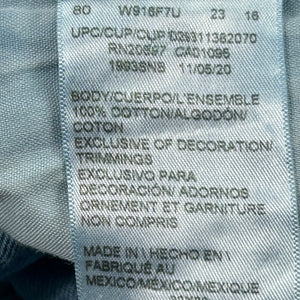 80 W916F7U 23 16
UPC/CUP/CUP
RN20697 CA01095
1993SNB 11/05/20
BODY/CUERPO/L'ENSEMBLE
100% COTTON/ALGODÓN/
COTON
EXCLUSIVE OF DECORATION/
TRIMMINGS
EXCLUSIVO PARA
DECORACIÓN/ ADORNOS
ORNEMENT ET GARNITURE
NON COMPRIS
MADE IN \ HECHO EN \
FABRIQUÉ AU
MEXICO/MÉXICO/MEXIQUE